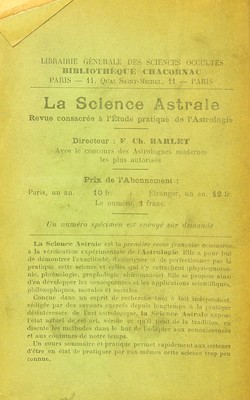 LIBRAIRIE GÉNÉRALE DES SCIENCES OCCULTES
BIBLIOTHÈQUE CHACORNAC
PARIS — 11, QUAI SAINT-MICHEL, 11 — PARIS
La Science Astrale
Revue consacrée à l'Étude pratique de l'Astrologie
Directeur : F. Ch. BARLET
Avec le concours des Astrologues modernes
les plus autorisés
Prix de l'Abonnement :
Paris, un an. 10 fr. Étranger, un an. 12 fr.
Le numéro, 1 franc.
Un numéro spécimen est envoyé sur demande
La Science Astrale est la première revue française consacrée
à la vérification expérimentale de l'Astrologie. Elle a pour but
de démontrer l'exactitude, d'enseigner et de perfectionner par la
pratique cette science et celles qui s'y rattachent (physiognomonie,
phrénologie, graphologie, chiromancie). Elle se propose ainsi
d'en développer les conséquences et les applications scientifiques,
philosophiques, morales et sociales.
Conçue dans un esprit de recherche tout à fait indépendant,
rédigée par des savants exercés depuis longtemps à la pratique
désintéressée de l'art astrologique, La Science Astrale expose
l'état actuel de cet art, vérifie ce qu'il tient de la tradition, en
discute les méthodes dans le but de l'adapter aux connaissances
et aux coutumes de notre temps.
Un cours sommaire et pratique permet rapidement aux lecteurs
d'être en état de pratiquer par eux-mêmes cette science trop peu
connue.